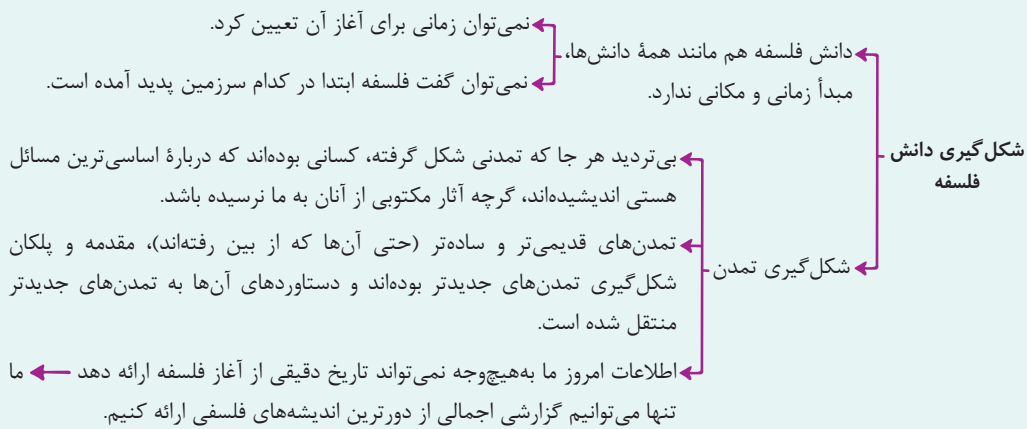 شکل‌گیری دانش
فلسفه
دانش فلسفه هم مانند همهٔ دانش‌ها،
مبدأ زمانی و مکانی ندارد.
نمی‌توان زمانی برای آغاز آن تعیین کرد.
نمی‌توان گفت فلسفه ابتدا در کدام سرزمین پدید آمده است.
شکل‌گیری تمدن
بی‌تردید هر جا که تمدنی شکل گرفته، کسانی بوده‌اند که دربارهٔ اساسی‌ترین مسائل
هستی اندیشیده‌اند، گرچه آثار مکتوبی از آنان به ما نرسیده باشد.
تمدن‌های قدیمی‌تر و ساده‌تر (حتی آن‌ها که از بین رفته‌اند)، مقدمه و پلکان
شکل‌گیری تمدن‌های جدیدتر بوده‌اند و دستاوردهای آن‌ها به تمدن‌های جدیدتر
منتقل شده است.
اطلاعات امروز ما به‌هیچ‌وجه نمی‌تواند تاریخ دقیقی از آغاز فلسفه ارائه دهد ← ما
تنها می‌توانیم گزارشی اجمالی از دورترین اندیشه‌های فلسفی ارائه کنیم.